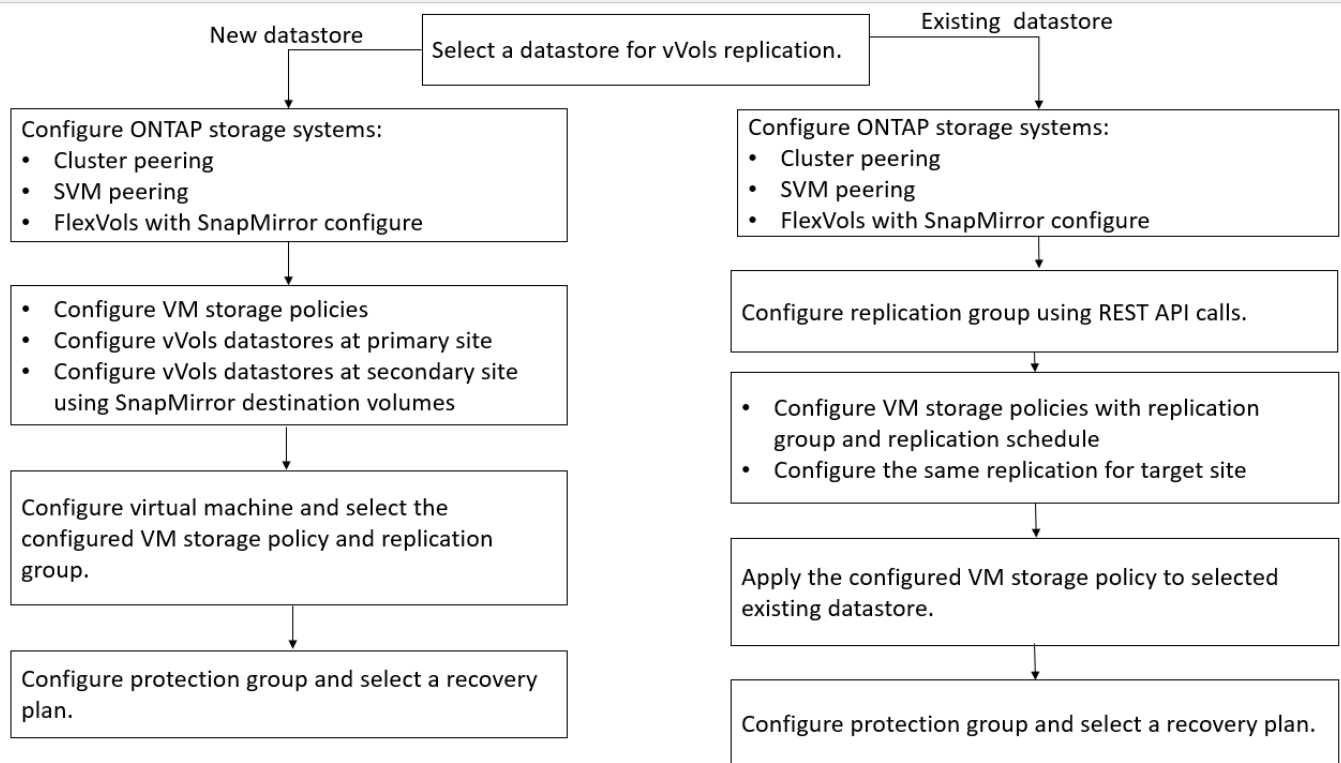 New datastore
Existing datastore
Select a datastore for vVols replication.
Configure ONTAP storage systems:
• Cluster peering
• SVM peering
• FlexVols with SnapMirror configure
• Configure VM storage policies
• Configure vVols datastores at primary site
• Configure vVols datastores at secondary site
using SnapMirror destination volumes
Configure virtual machine and select the
configured VM storage policy and replication
group.
Configure protection group and select a recovery
plan.
Configure ONTAP storage systems:
• Cluster peering
• SVM peering
• FlexVols with SnapMirror configure
Configure replication group using REST API calls.
• Configure VM storage policies with replication
group and replication schedule
• Configure the same replication for target site
Apply the configured VM storage policy to selected
existing datastore.
Configure protection group and select a recovery plan.